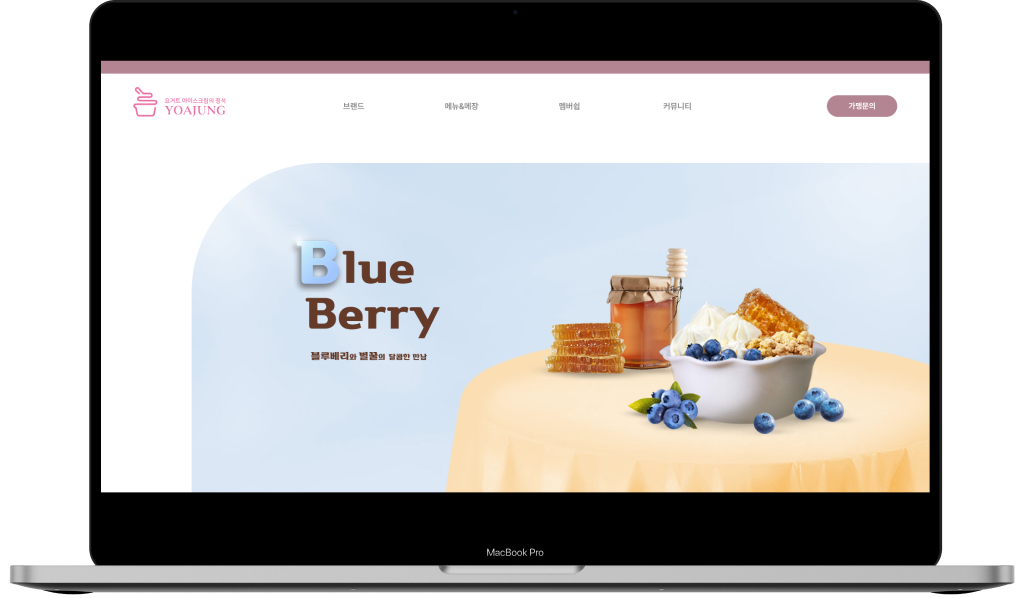 요거트 아이스크림의 정석
YOAJUNG
브랜드
메뉴&매장
멤버쉽
커뮤니티
가맹문의
Blue
Berry
블루베리와 벌꿀의 달콤한 만남
MacBook Pro